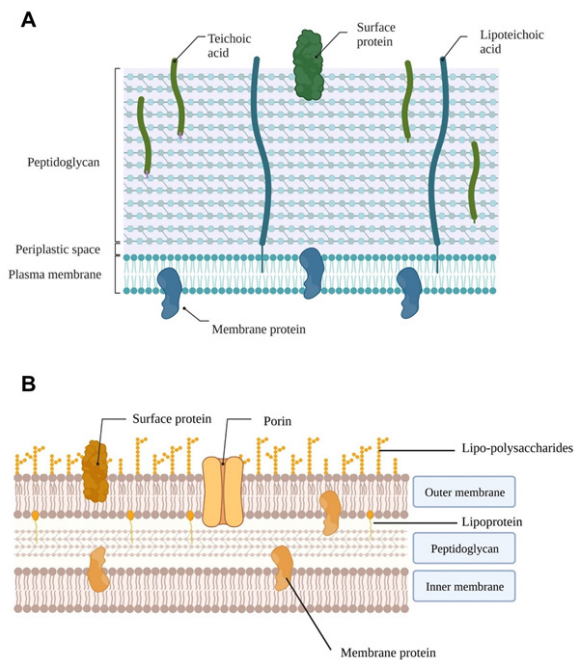 A
Teichoic
acid
Surface
protein
Lipoteichoic
acid
Peptidoglycan
Periplastic space
Plasma membrane
Membrane protein
B
Surface protein
Porin
Lipo-polysaccharides
Outer membrane
Lipoprotein
Peptidoglycan
Inner membrane
Membrane protein